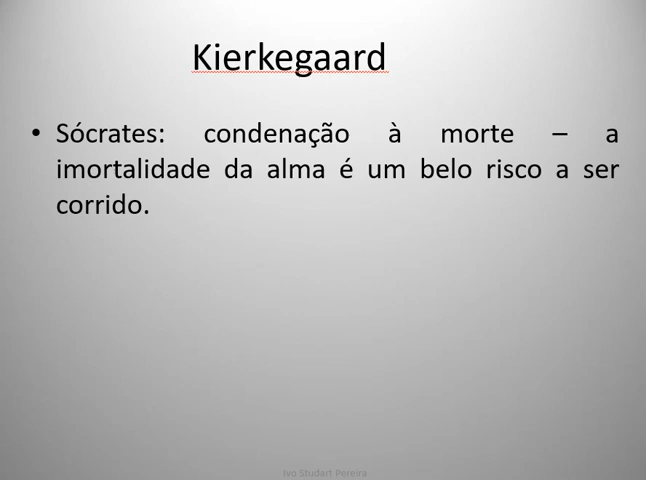 Kierkegaard
• Sócrates: condenação à morte – a
imortalidade da alma é um belo risco a ser
corrido.
Ivo Studart Pereira